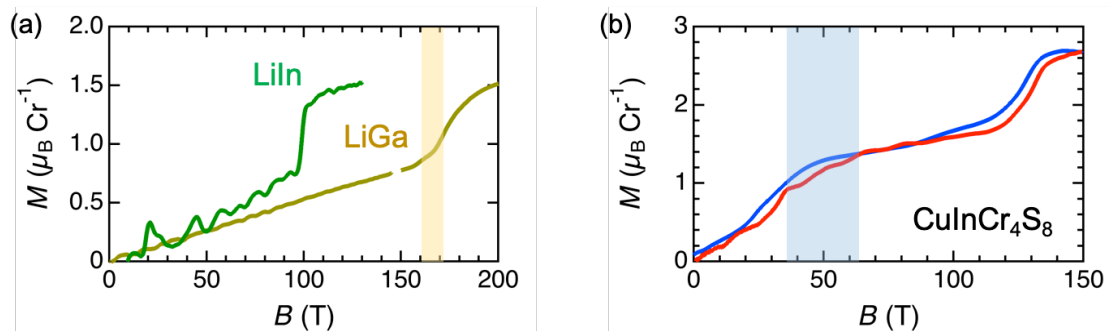 (a)
2.0
1.5
1.0
0.5
0
M (μB Cr⁻¹)
LiIn
LiGa
0 50 100 150 200
B (T)
(b)
3
2
1
0
M (μB Cr⁻¹)
CuInCr₄S₈
0 50 100 150
B (T)